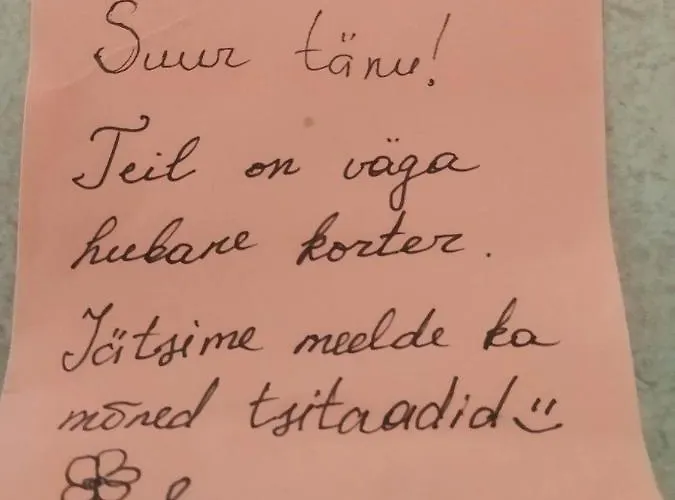 Suur tänu!
Teil on väga
hubane korter.
Jätsime meelde ka
mõned tsitaadid